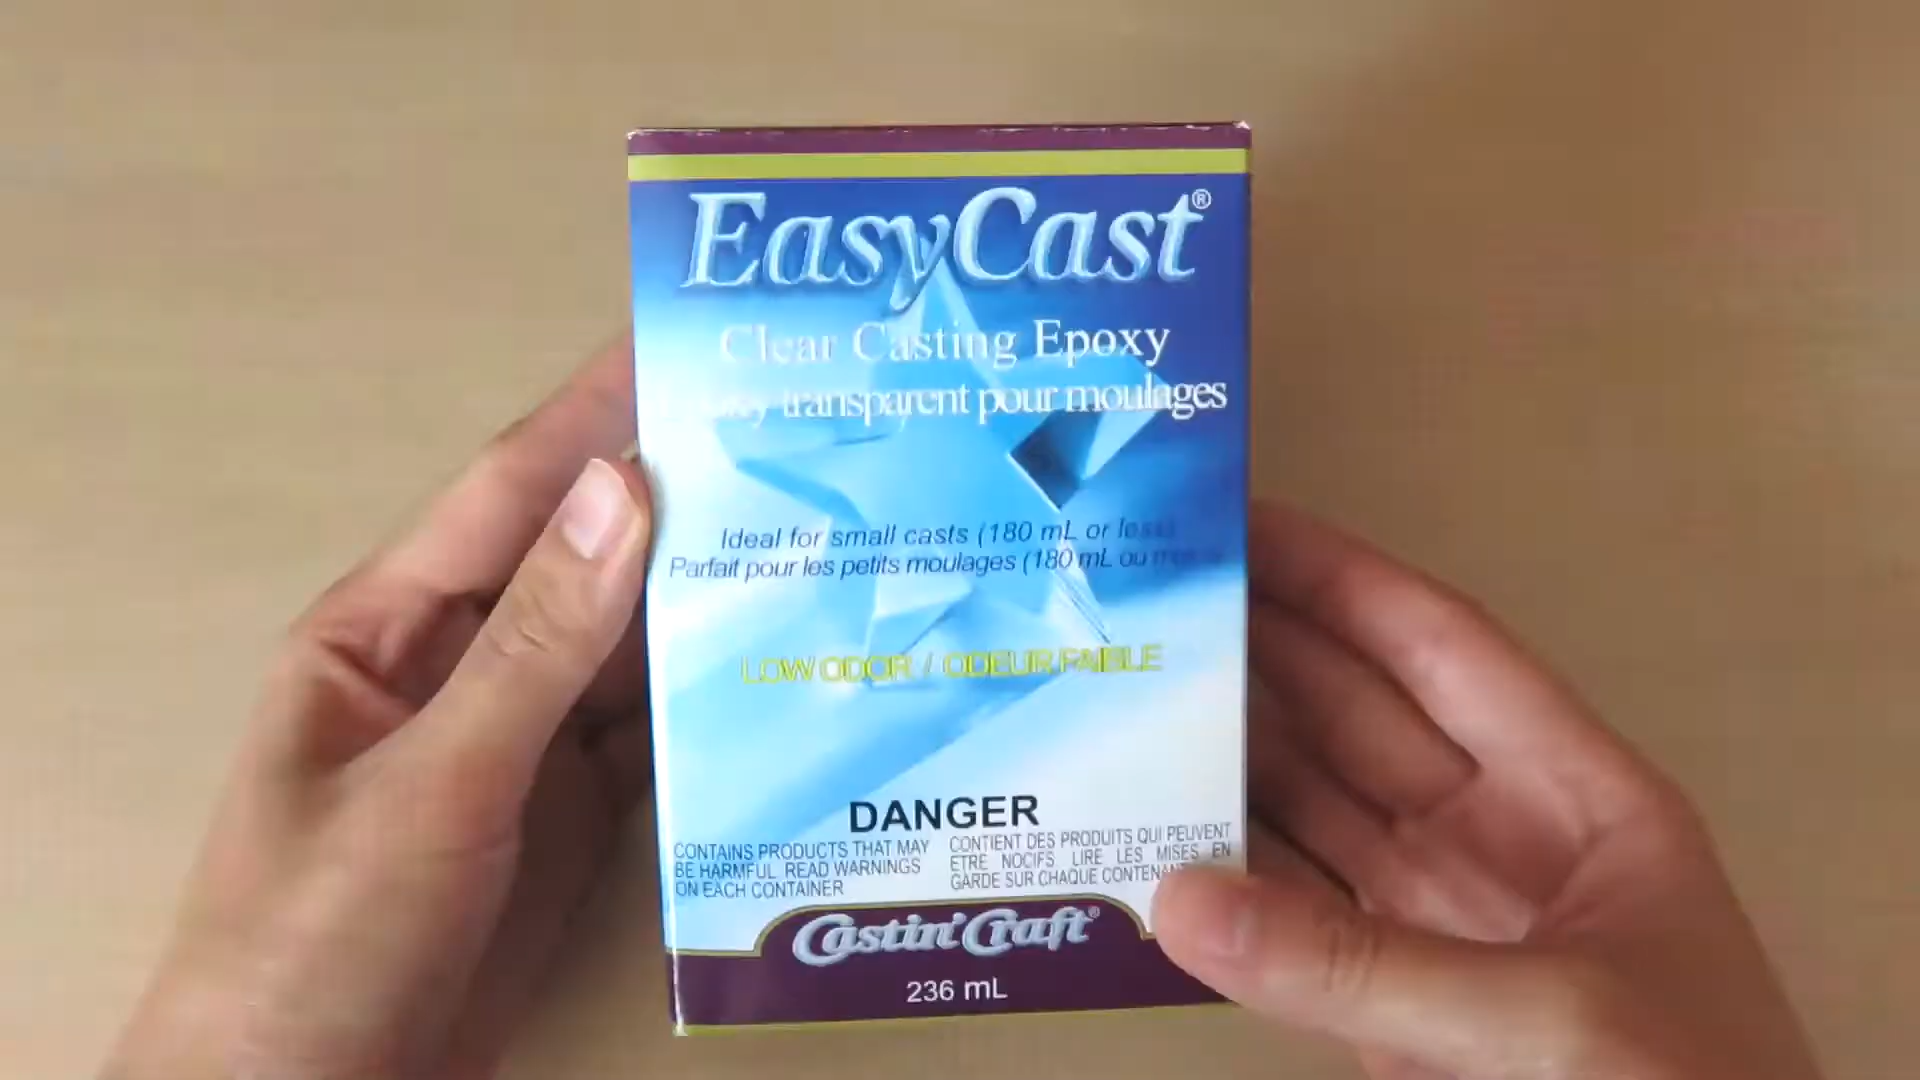 EasyCast®
Clear Casting Epoxy
Epoxy transparent pour moulages
Ideal for small casts (180 mL or less)
Parfait pour les petits moulages (180 mL ou
LOW ODOR / ODEUR FAIBLE
DANGER
CONTAINS PRODUCTS THAT MAY
BE HARMFUL READ WARNINGS
ON EACH CONTAINER
CONTIENT DES PRODUITS QUI PEUVENT
ETRE NOCIFS LIRE LES MISES EN
GARDE SUR CHAQUE
Castin'Craft®
236 mL